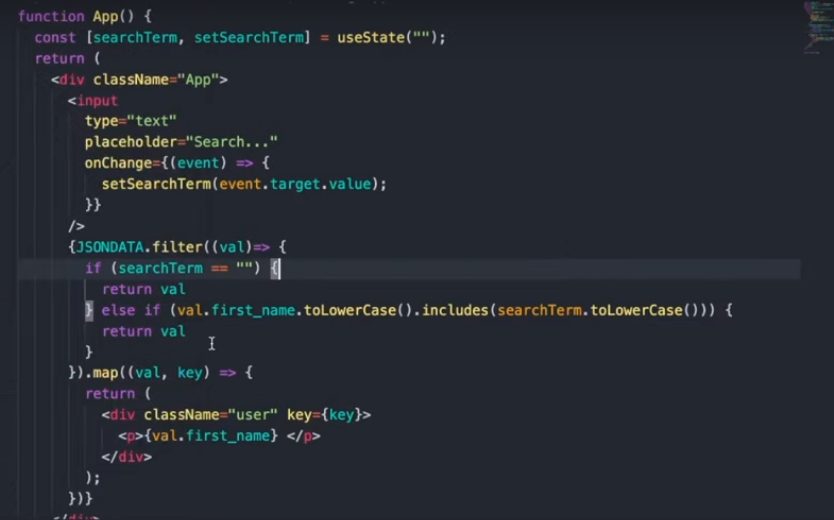 function App() {
const [searchTerm, setSearchTerm] = useState("");
return (
<div className="App">
<input
type="text"
placeholder="Search..."
onChange={(event) => {
setSearchTerm(event.target.value);
}}
/>
{JSONDATA.filter((val)=> {
if (searchTerm == "") {
return val
} else if (val.first_name.toLowerCase().includes(searchTerm.toLowerCase())) {
return val
}
}).map((val, key) => {
return (
<div className="user" key={key}>
<p>{val.first_name} </p>
</div>
);
})}
</div>